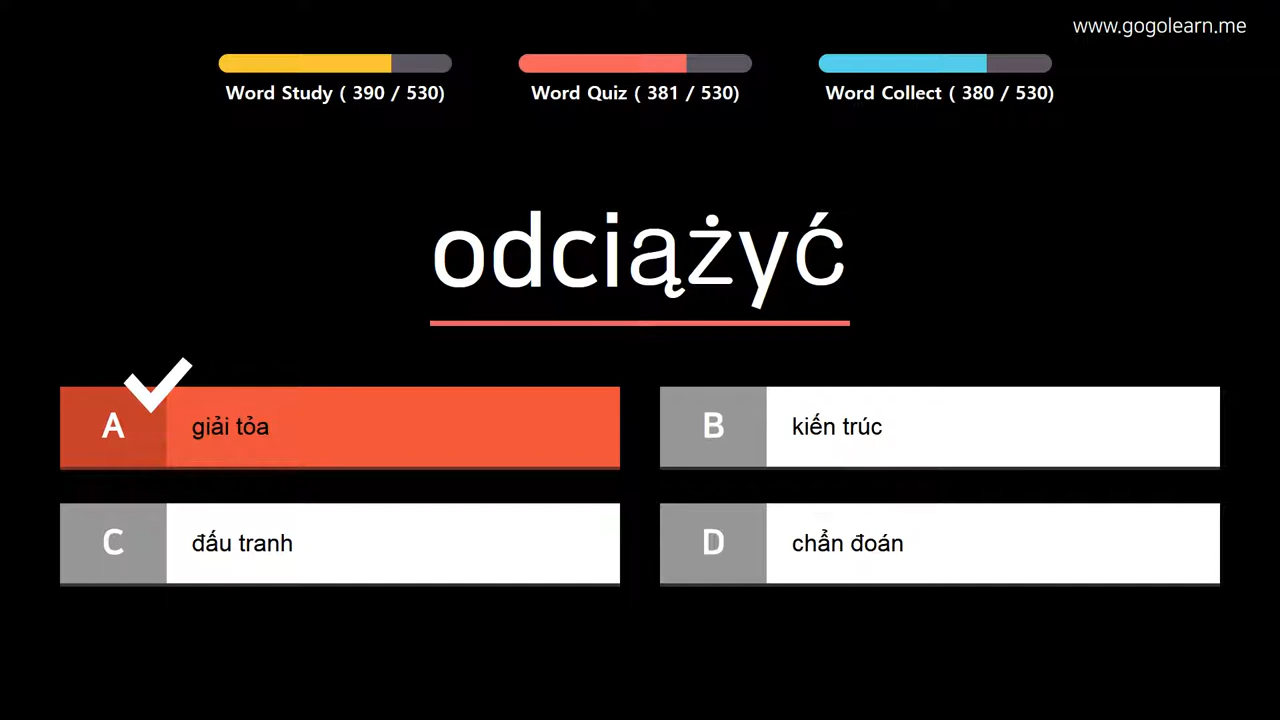 www.gogolearn.me
Word Study ( 390 / 530)
Word Quiz ( 381 / 530)
Word Collect ( 380 / 530)
odciążyć
A
giải tỏa
B
kiến trúc
C
đấu tranh
D
chẩn đoán